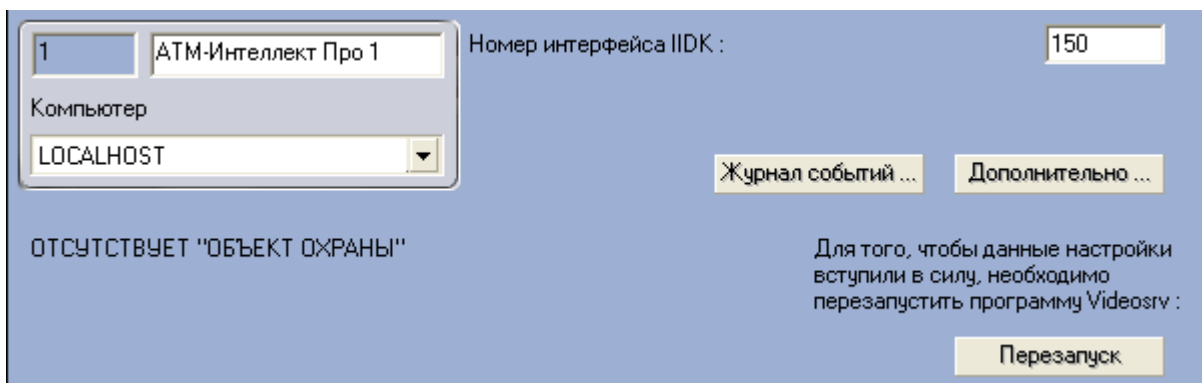 1
АТМ-Интеллект Про 1
Номер интерфейса IIDK :
150
Компьютер
LOCALHOST
Журнал событий ...
Дополнительно ...
ОТСУТСТВУЕТ "ОБЪЕКТ ОХРАНЫ"
Для того, чтобы данные настройки
вступили в силу, необходимо
перезапустить программу Videosrv :
Перезапуск